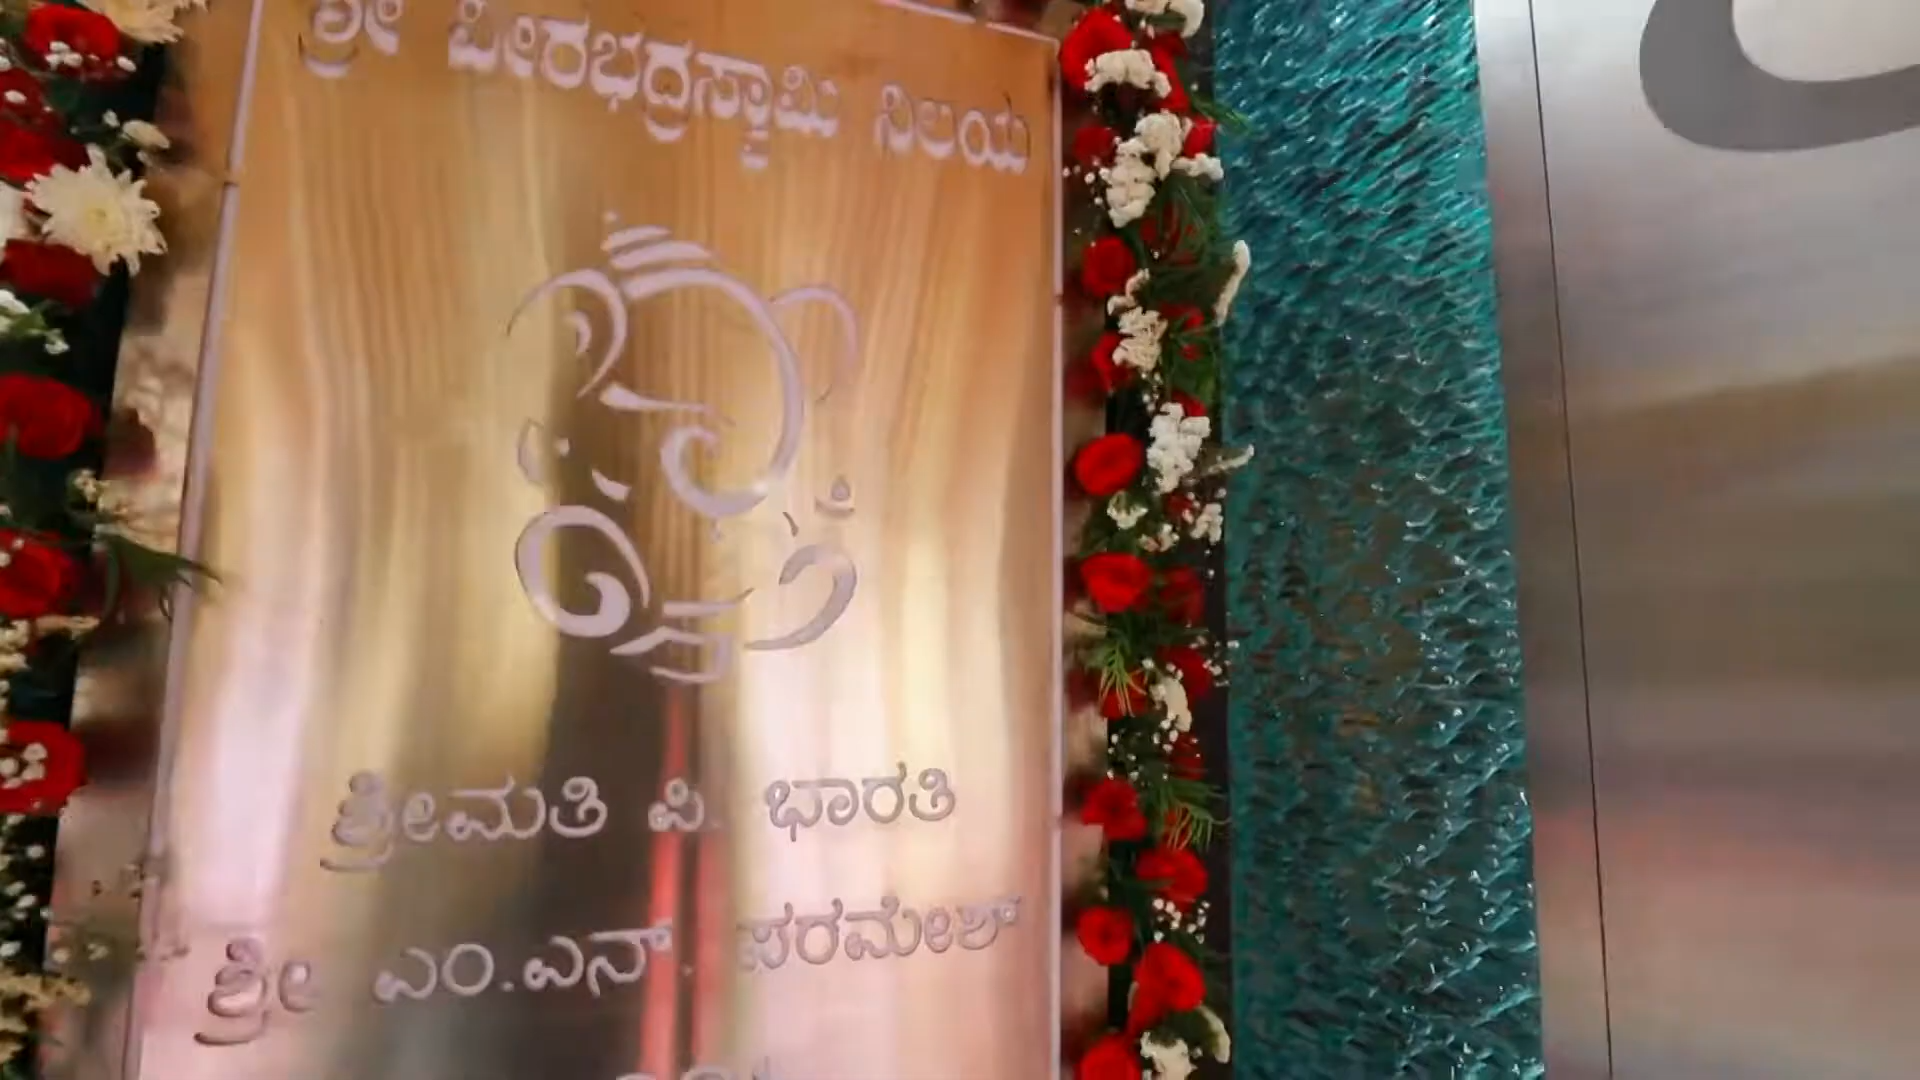 ಶ್ರೀ ವೀರಭದ್ರಸ್ವಾಮಿ ನಿಲಯ
ಶ್ರೀಮತಿ ಪಿ. ಭಾರತಿ
ಶ್ರೀ ಎಂ.ಎನ್. ಪರಮೇಶ್